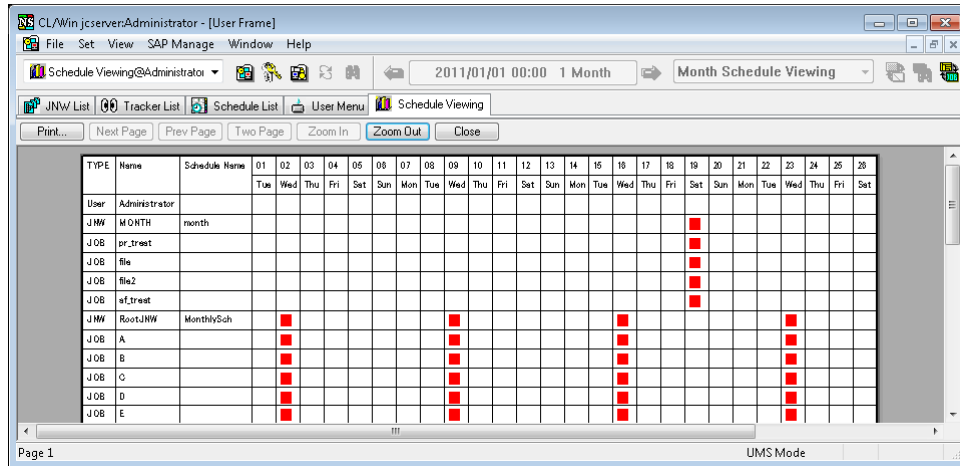 CL/Win jcserver:Administrator - [User Frame]
File Set View SAP Manage Window Help
Schedule Viewing@Administrator 2011/01/01 00:00 1 Month Month Schedule Viewing
JNW List Tracker List Schedule List User Menu Schedule Viewing
Print... Next Page Prev Page Two Page Zoom In Zoom Out Close
TYPE Name Schedule Name 01 02 03 04 05 06 07 08 09 10 11 12 13 14 15 16 17 18 19 20 21 22 23 24 25 26
Tue Wed Thu Fri Sat Sun Mon Tue Wed Thu Fri Sat Sun Mon Tue Wed Thu Fri Sat Sun Mon Tue Wed Thu Fri Sat
User Administrator
JNW MONTH month
JOB pr_treat
JOB file
JOB file2
JOB af_treat
JNW RootJNW MonthlySch
JOB A
JOB B
JOB C
JOB D
JOB E
Page 1 UMS Mode